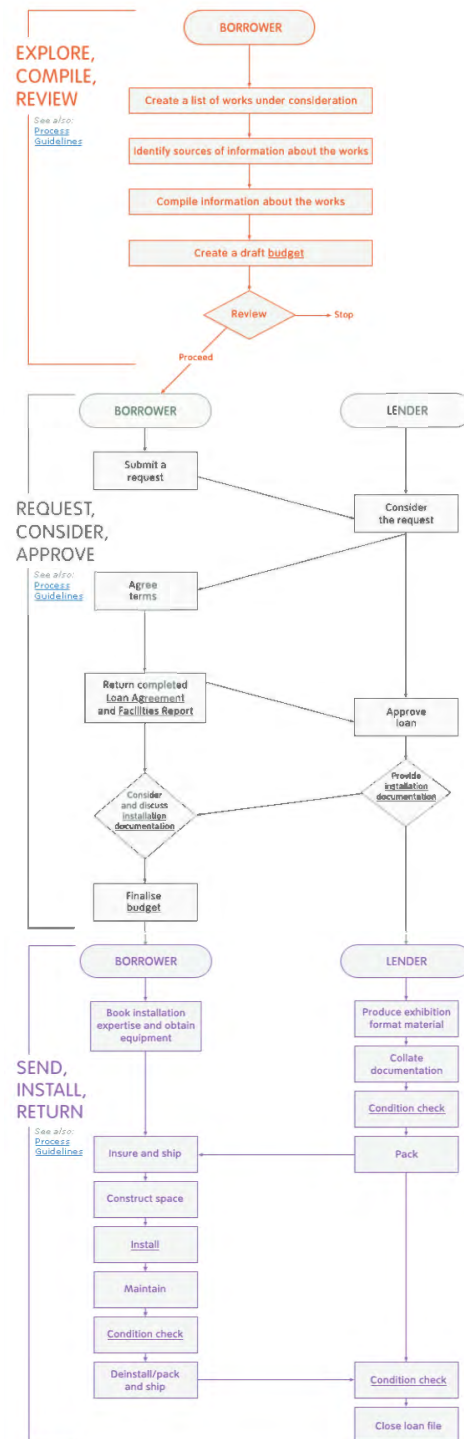 BORROWER
EXPLORE,
COMPILE,
REVIEW
See also:
Process
Guidelines
Create a list of works under consideration
Identify sources of information about the works
Compile information about the works
Create a draft budget
Review
Stop
Proceed
BORROWER
LENDER
Submit a
request
Consider
the request
REQUEST,
CONSIDER,
APPROVE
See also:
Process
Guidelines
Agree
terms
Return completed
Loan Agreement
and Facilities Report
Approve
loan
Consider
and discuss
installation
documentation
Provide
installation
documentation
Finalise
budget
BORROWER
LENDER
Book installation
expertise and obtain
equipment
Produce exhibition
format material
Collate
documentation
Condition check
SEND,
INSTALL,
RETURN
See also:
Process
Guidelines
Insure and ship
Pack
Construct space
Install
Maintain
Condition check
Deinstall/pack
and ship
Condition check
Close loan file